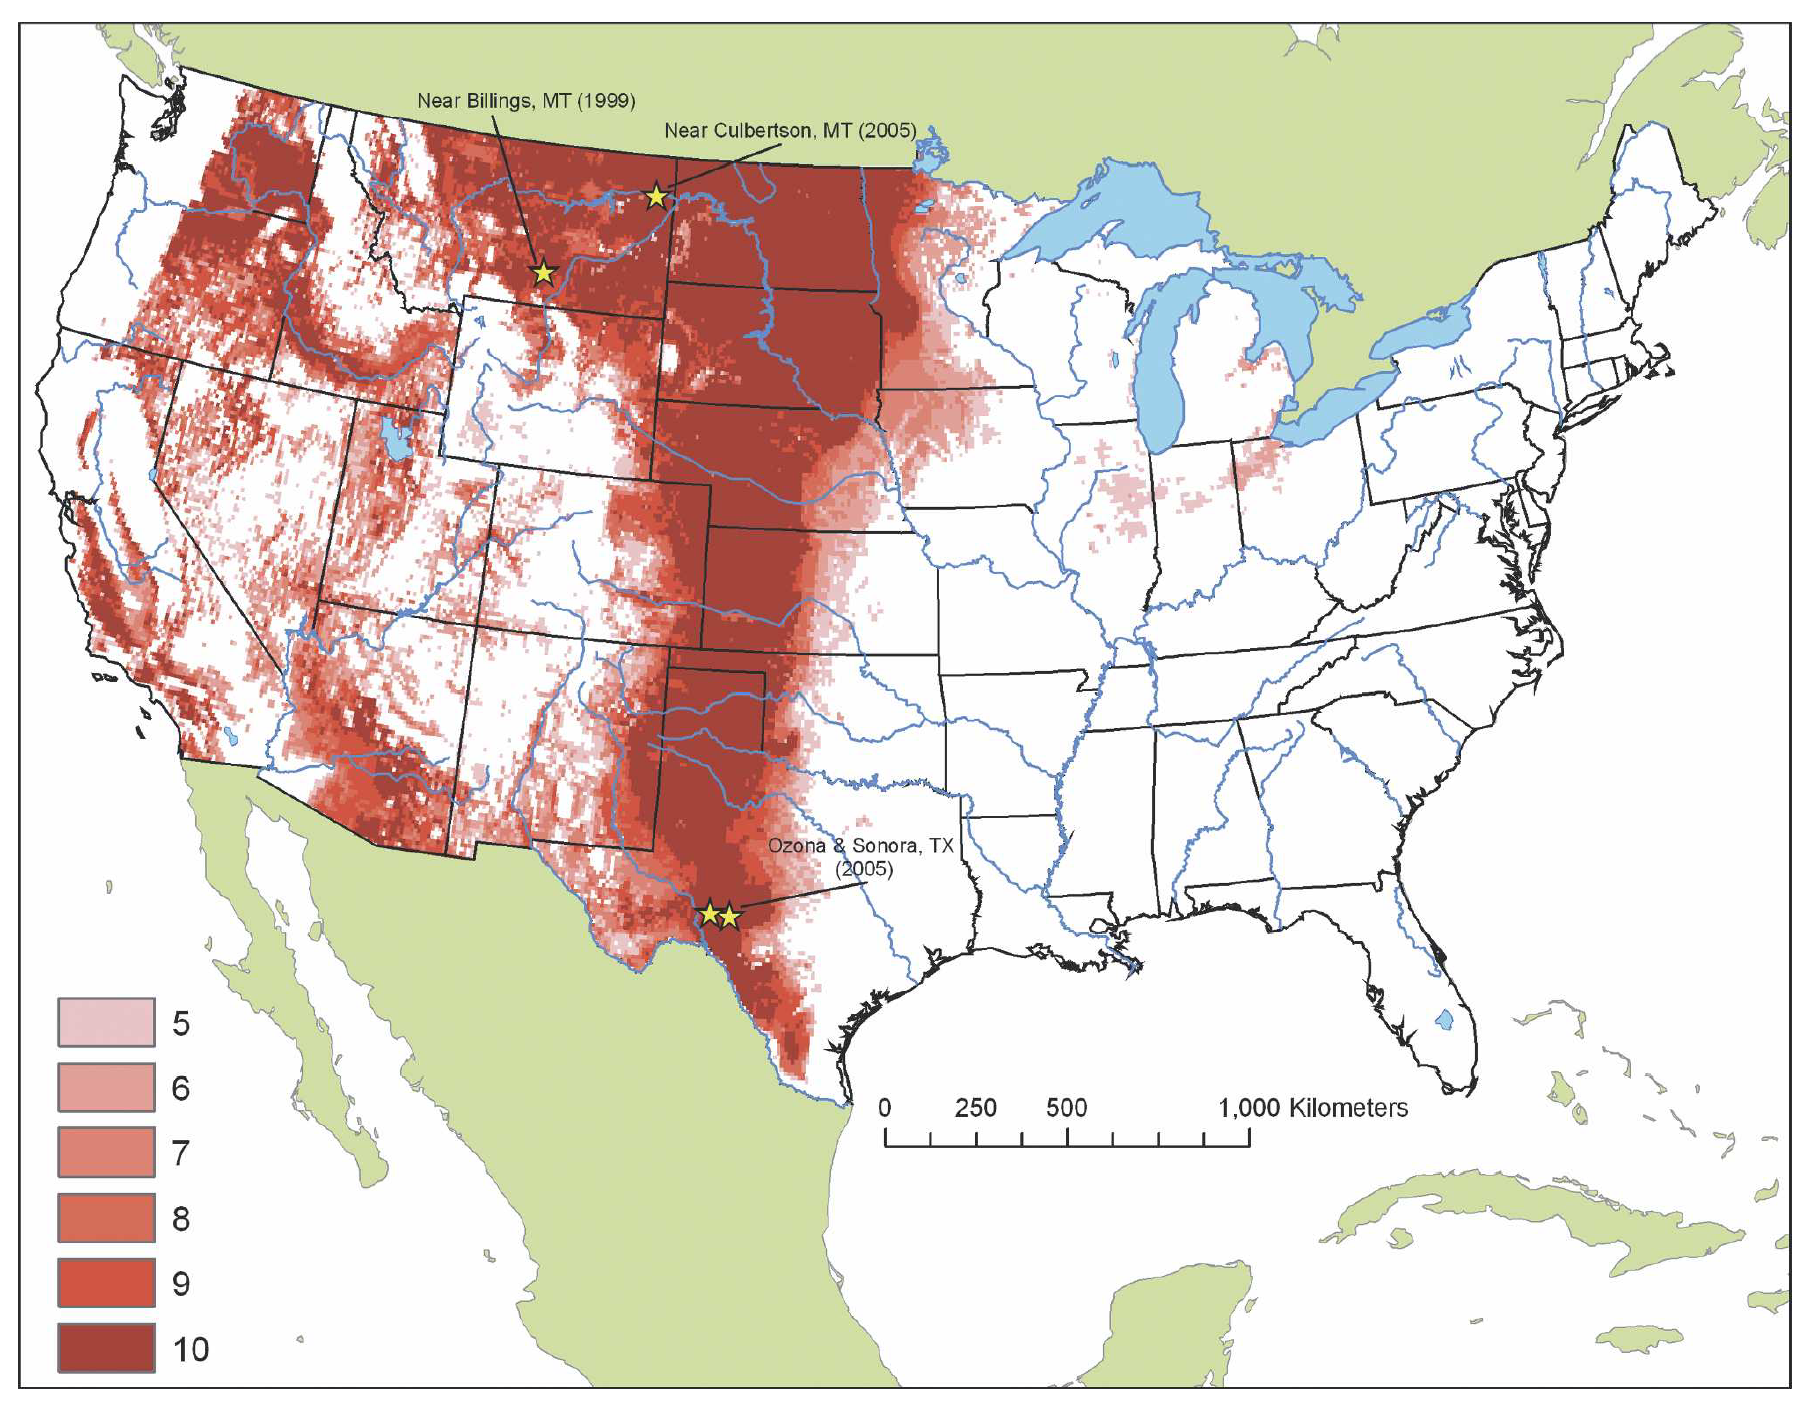 Near Billings, MT (1999)
Near Culbertson, MT (2005)
Ozona & Sonora, TX
(2005)
5
6
7
8
9
10
0 250 500 1,000 Kilometers